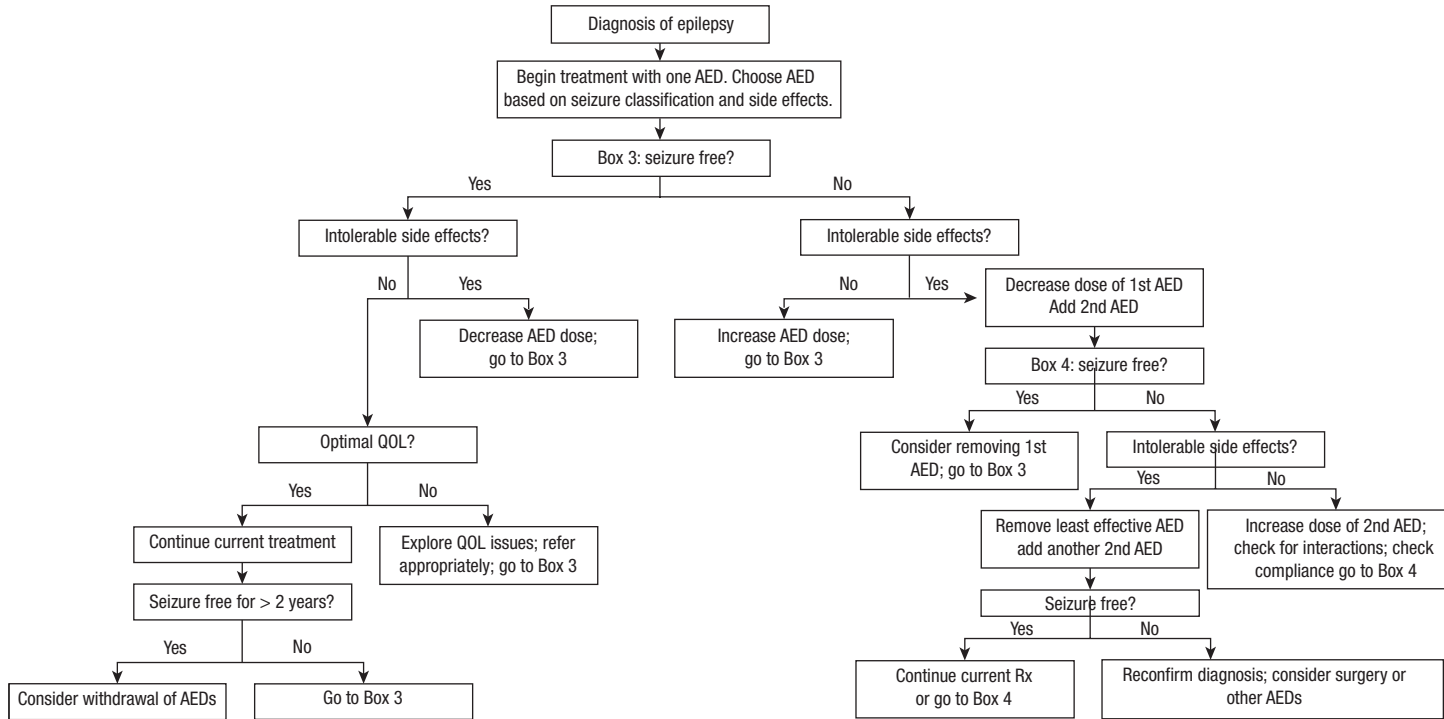 Diagnosis of epilepsy
Begin treatment with one AED. Choose AED
based on seizure classification and side effects.
Box 3: seizure free?
Yes
No
Intolerable side effects?
Intolerable side effects?
No
Yes
No
Yes
Decrease dose of 1st AED
Add 2nd AED
Decrease AED dose;
go to Box 3
Increase AED dose;
go to Box 3
Box 4: seizure free?
Yes
No
Optimal QOL?
Consider removing 1st
AED; go to Box 3
Intolerable side effects?
Yes
No
Yes
No
Continue current treatment
Explore QOL issues; refer
appropriately; go to Box 3
Remove least effective AED
add another 2nd AED
Increase dose of 2nd AED;
check for interactions; check
compliance go to Box 4
Seizure free for > 2 years?
Seizure free?
Yes
No
Yes
No
Consider withdrawal of AEDs
Go to Box 3
Continue current Rx
or go to Box 4
Reconfirm diagnosis; consider surgery or
other AEDs